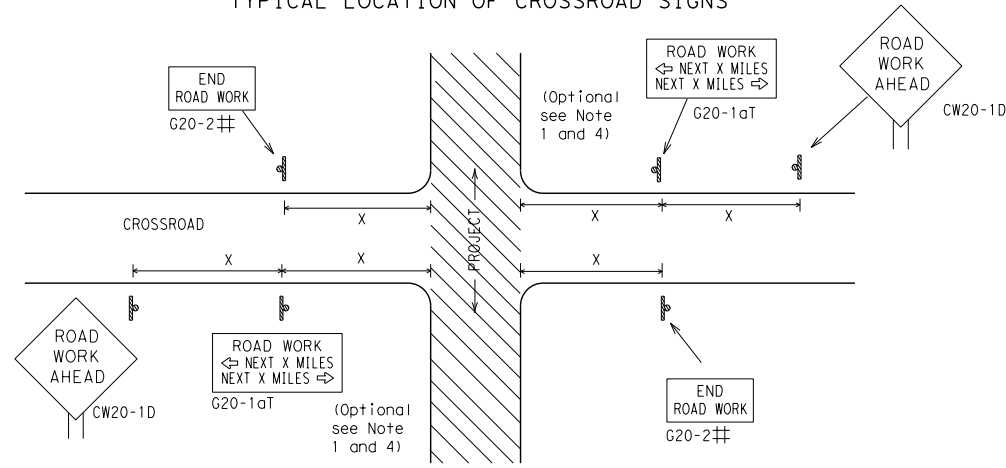 TYPICAL LOCATION OF CROSSROAD SIGNS
END
ROAD WORK
G20-2#
(Optional
see Note
1 and 4)
ROAD WORK
⇦ NEXT X MILES
NEXT X MILES ⇨
G20-1aT
ROAD
WORK
AHEAD
CW20-1D
X
X
X
CROSSROAD
PROJECT
X
X
X
ROAD
WORK
AHEAD
CW20-1D
ROAD WORK
⇦ NEXT X MILES
NEXT X MILES ⇨
G20-1aT
(Optional
see Note
1 and 4)
END
ROAD WORK
G20-2#